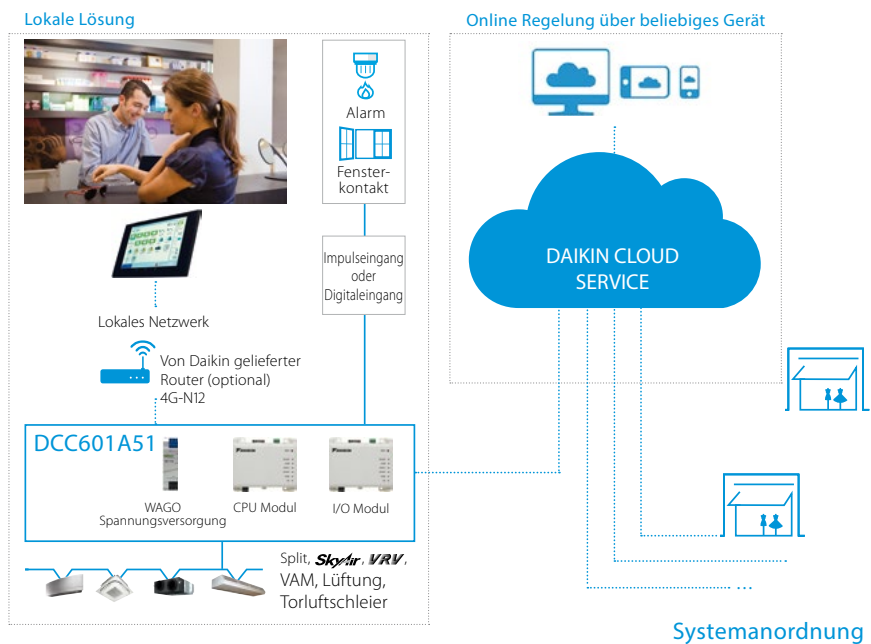 Lokale Lösung
Alarm
Fenster-
kontakt
Impulseingang
oder
Digitaleingang
Lokales Netzwerk
Von Daikin gelieferter
Router (optional)
4G-N12
DCC601A51
WAGO
Spannungsversorgung
CPU Modul
I/O Modul
Split, SkyAir, VRV,
VAM, Lüftung,
Torluftschleier
Online Regelung über beliebiges Gerät
DAIKIN CLOUD
SERVICE
...
Systemanordnung